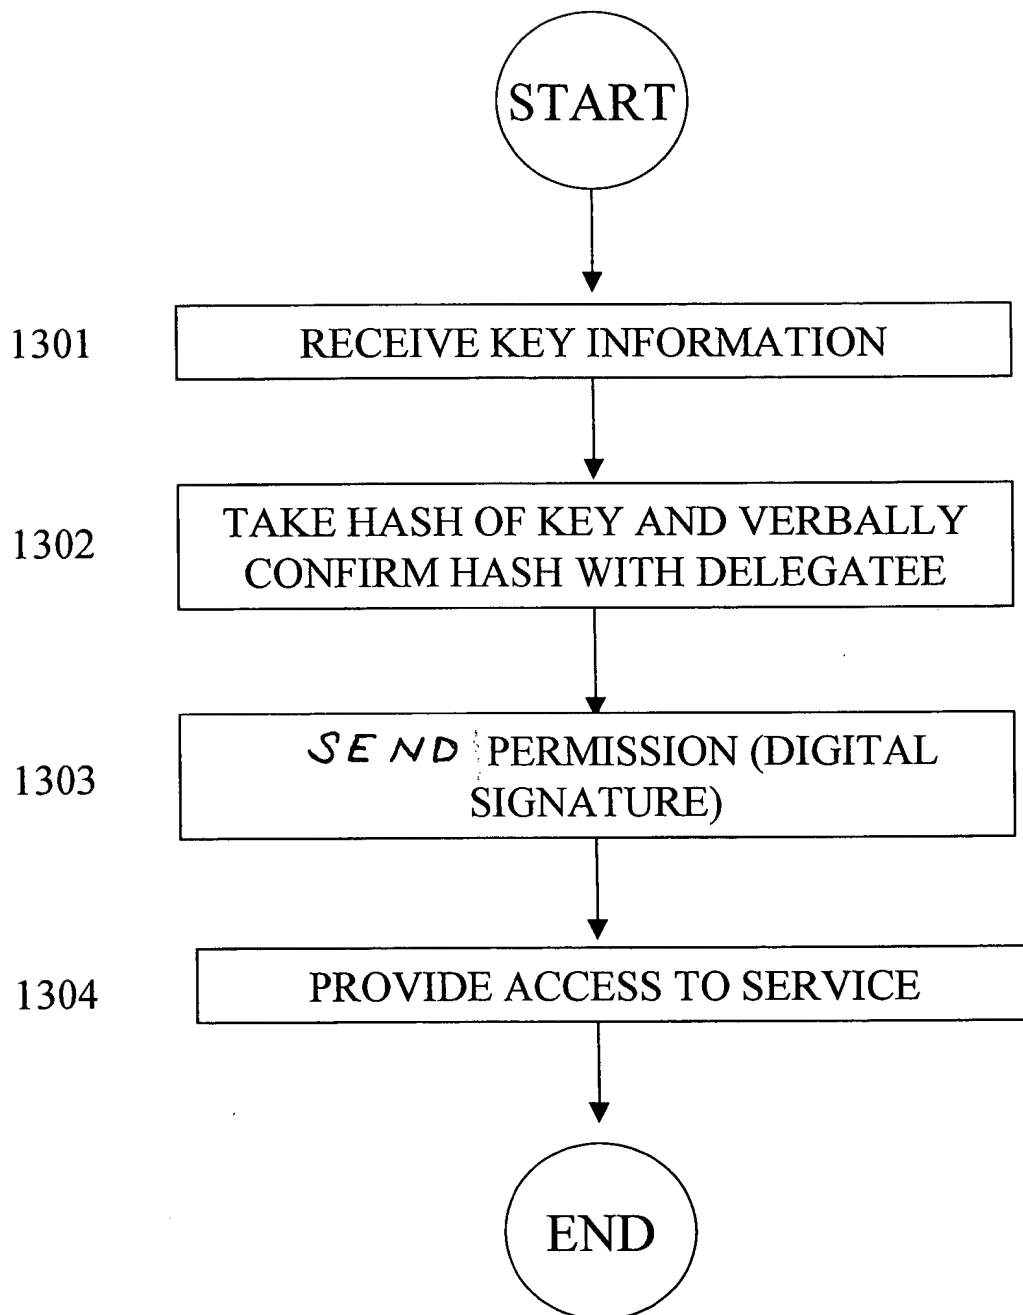 START
1301
RECEIVE KEY INFORMATION
1302
TAKE HASH OF KEY AND VERBALLY
CONFIRM HASH WITH DELEGATEE
1303
SEND PERMISSION (DIGITAL
SIGNATURE)
1304
PROVIDE ACCESS TO SERVICE
END